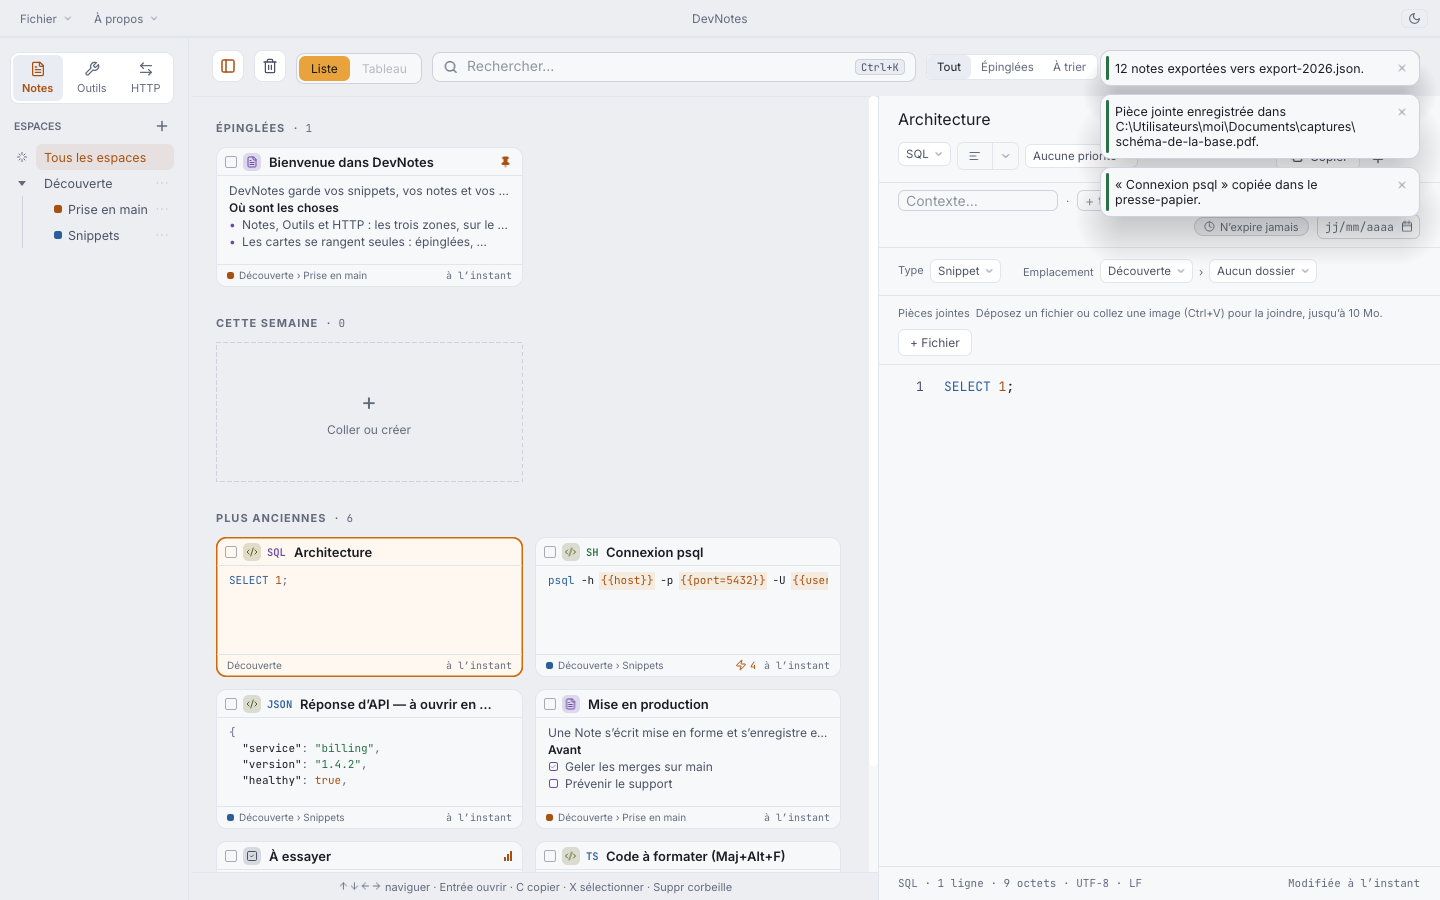 Fichier
À propos
DevNotes
Notes
Outils
HTTP
ESPACES
Tous les espaces
Découverte
Prise en main
Snippets
Liste
Tableau
Rechercher…
Ctrl+K
Tout
Épinglées
À trier
ÉPINGLÉES · 1
Bienvenue dans DevNotes
DevNotes garde vos snippets, vos notes et vos …
Où sont les choses
• Notes, Outils et HTTP : les trois zones, sur le …
• Les cartes se rangent seules : épinglées, …
Découverte › Prise en main
à l’instant
CETTE SEMAINE · 0
+
Coller ou créer
PLUS ANCIENNES · 6
SQL Architecture
SELECT 1;
Découverte
à l’instant
SH Connexion psql
psql -h {{host}} -p {{port=5432}} -U {{user
Découverte › Snippets
4 à l’instant
JSON Réponse d’API — à ouvrir en …
{
"service": "billing",
"version": "1.4.2",
"healthy": true,
Découverte › Snippets
à l’instant
Mise en production
Une Note s’écrit mise en forme et s’enregistre e…
Avant
Geler les merges sur main
Prévenir le support
Découverte › Prise en main
à l’instant
À essayer
TS Code à formater (Maj+Alt+F)
↑↓←→ naviguer · Entrée ouvrir · C copier · X sélectionner · Suppr corbeille
12 notes exportées vers export-2026.json.
Pièce jointe enregistrée dans
C:\Utilisateurs\moi\Documents\captures\
schéma-de-la-base.pdf.
« Connexion psql » copiée dans le
presse-papier.
Architecture
SQL
Aucune priorité
Copier
Contexte…
·
+
N’expire jamais
jj/mm/aaaa
Type
Snippet
Emplacement
Découverte
›
Aucun dossier
Pièces jointes Déposez un fichier ou collez une image (Ctrl+V) pour la joindre, jusqu’à 10 Mo.
+ Fichier
1 SELECT 1;
SQL · 1 ligne · 9 octets · UTF-8 · LF
Modifiée à l’instant